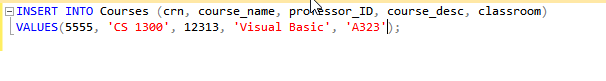 INSERT INTO Courses (crn, course_name, professor_ID, course_desc, classroom)
VALUES(5555, 'CS 1300', 12313, 'Visual Basic', 'A323');